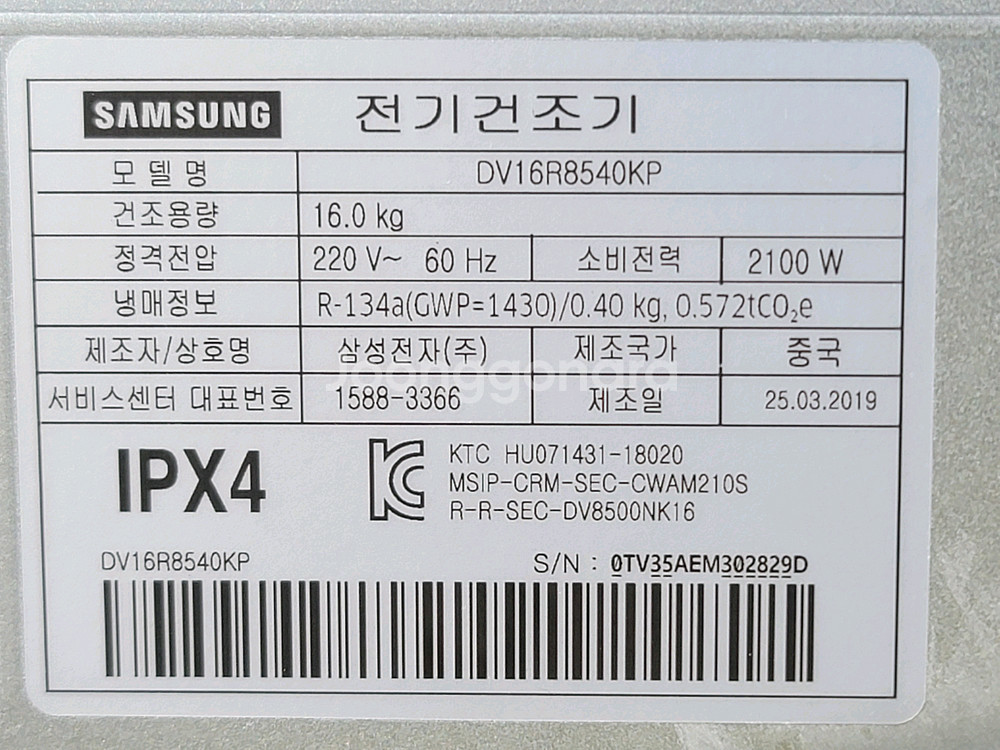 SAMSUNG 전기건조기
모델명 DV16R8540KP
건조용량 16.0 kg
정격전압 220 V~ 60 Hz 소비전력 2100 W
냉매정보 R-134a(GWP=1430)/0.40 kg, 0.572tCO₂e
제조자/상호명 삼성전자(주) 제조국가 중국
Joonggonara
서비스센터 대표번호 1588-3366 제조일 25.03.2019
IPX4
KTC HU071431-18020
MSIP-CRM-SEC-CWAM210S
R-R-SEC-DV8500NK16
DV16R8540KP S/N : 0TV35AEM302829D